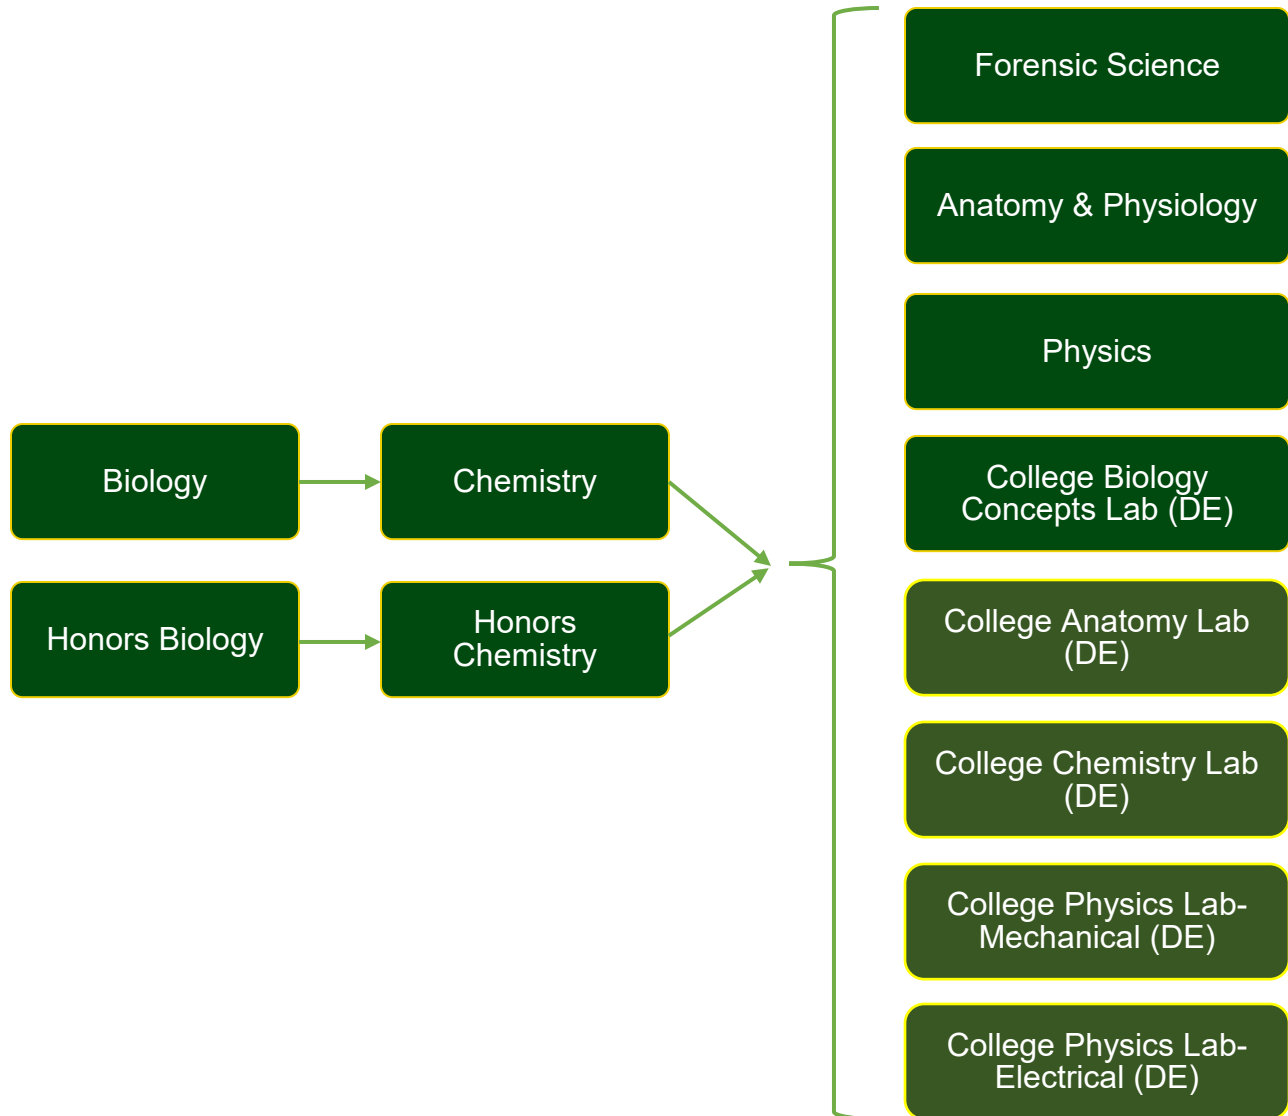 Forensic Science
Anatomy & Physiology
Physics
Biology
Chemistry
College Biology
Concepts Lab (DE)
Honors Biology
Honors
Chemistry
College Anatomy Lab
(DE)
College Chemistry Lab
(DE)
College Physics Lab-
Mechanical (DE)
College Physics Lab-
Electrical (DE)